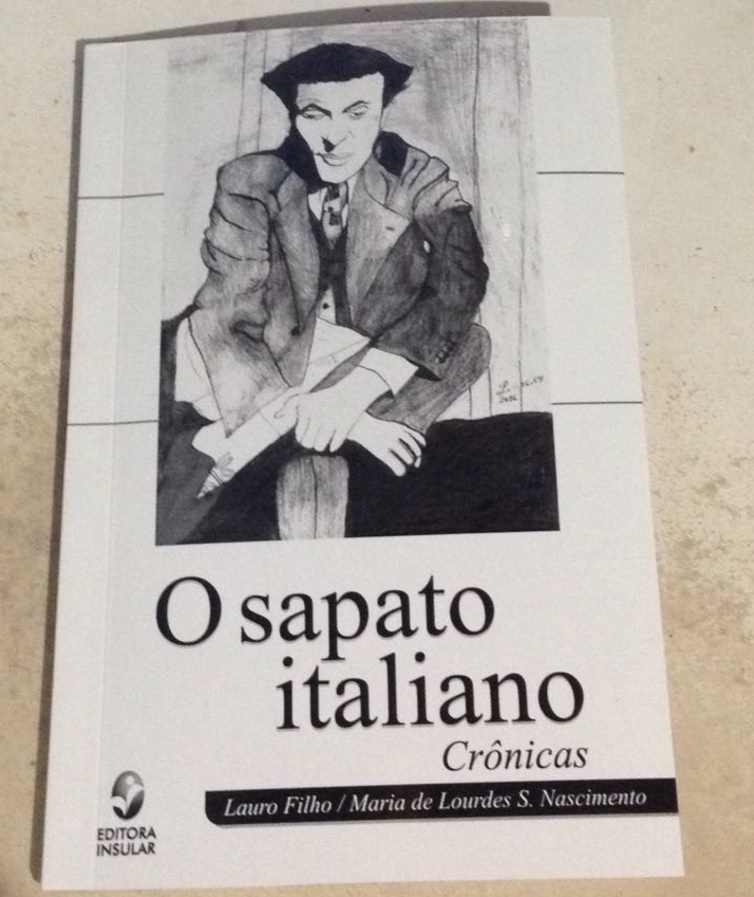 O sapato
italiano
Crônicas
Lauro Filho / Maria de Lourdes S. Nascimento
EDITORA
INSULAR